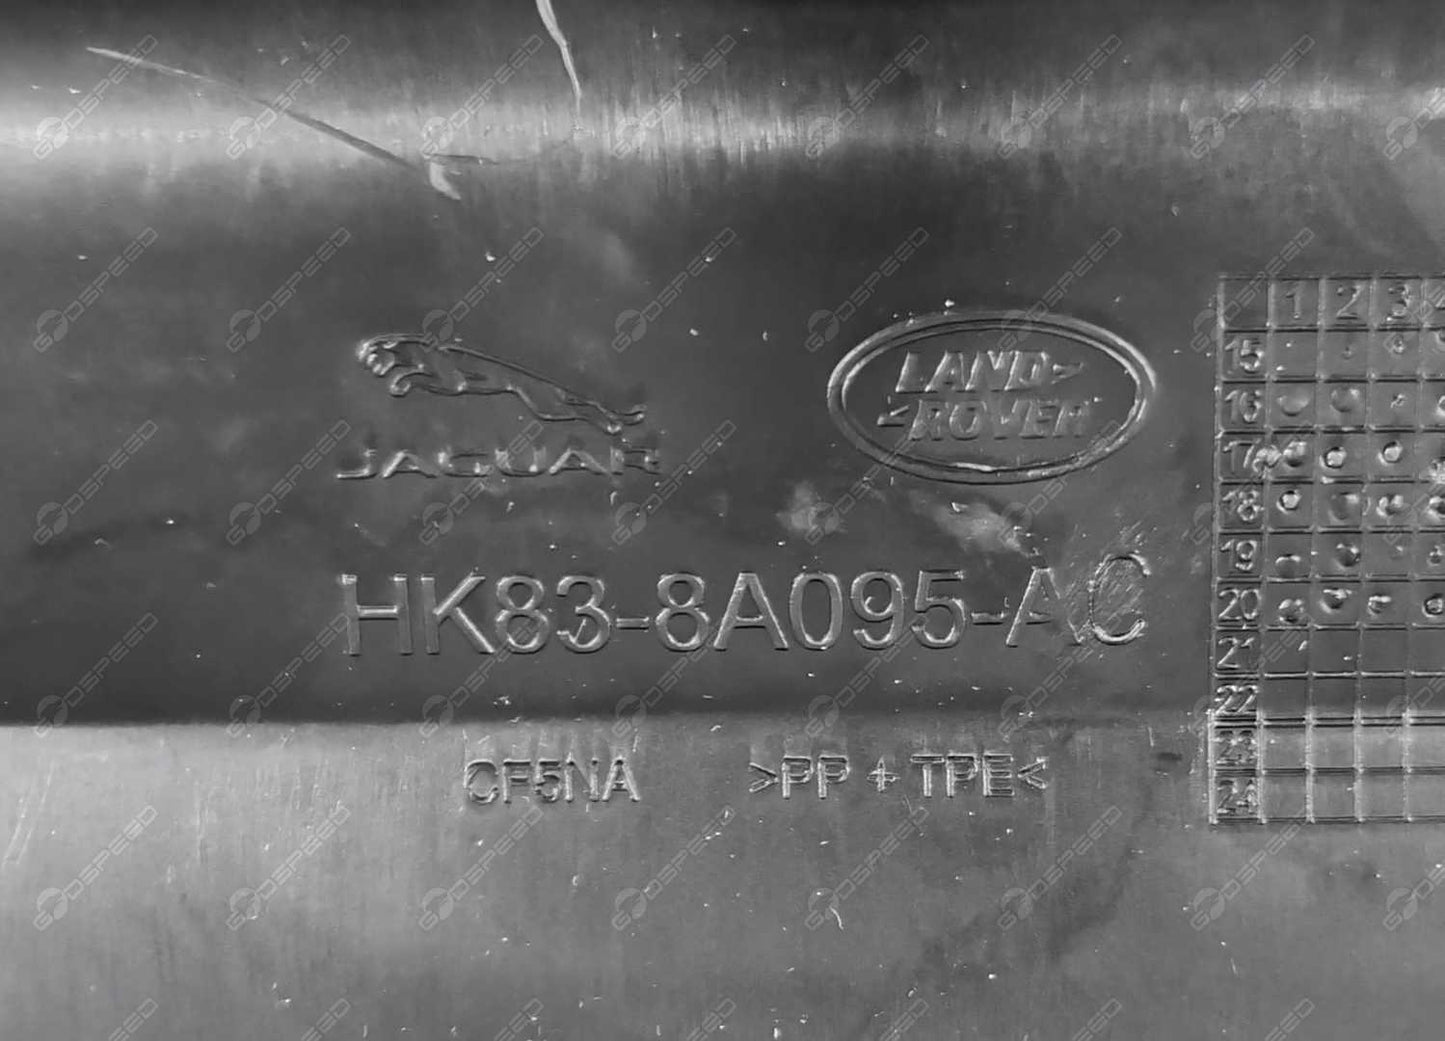 JAGUAR
LAND
ROVER
HK83-8A095-AC
CF5NA
>PP + TPE<
1 2 3
15
16
17
18
19
20
21
22
23
24
GODSPEED